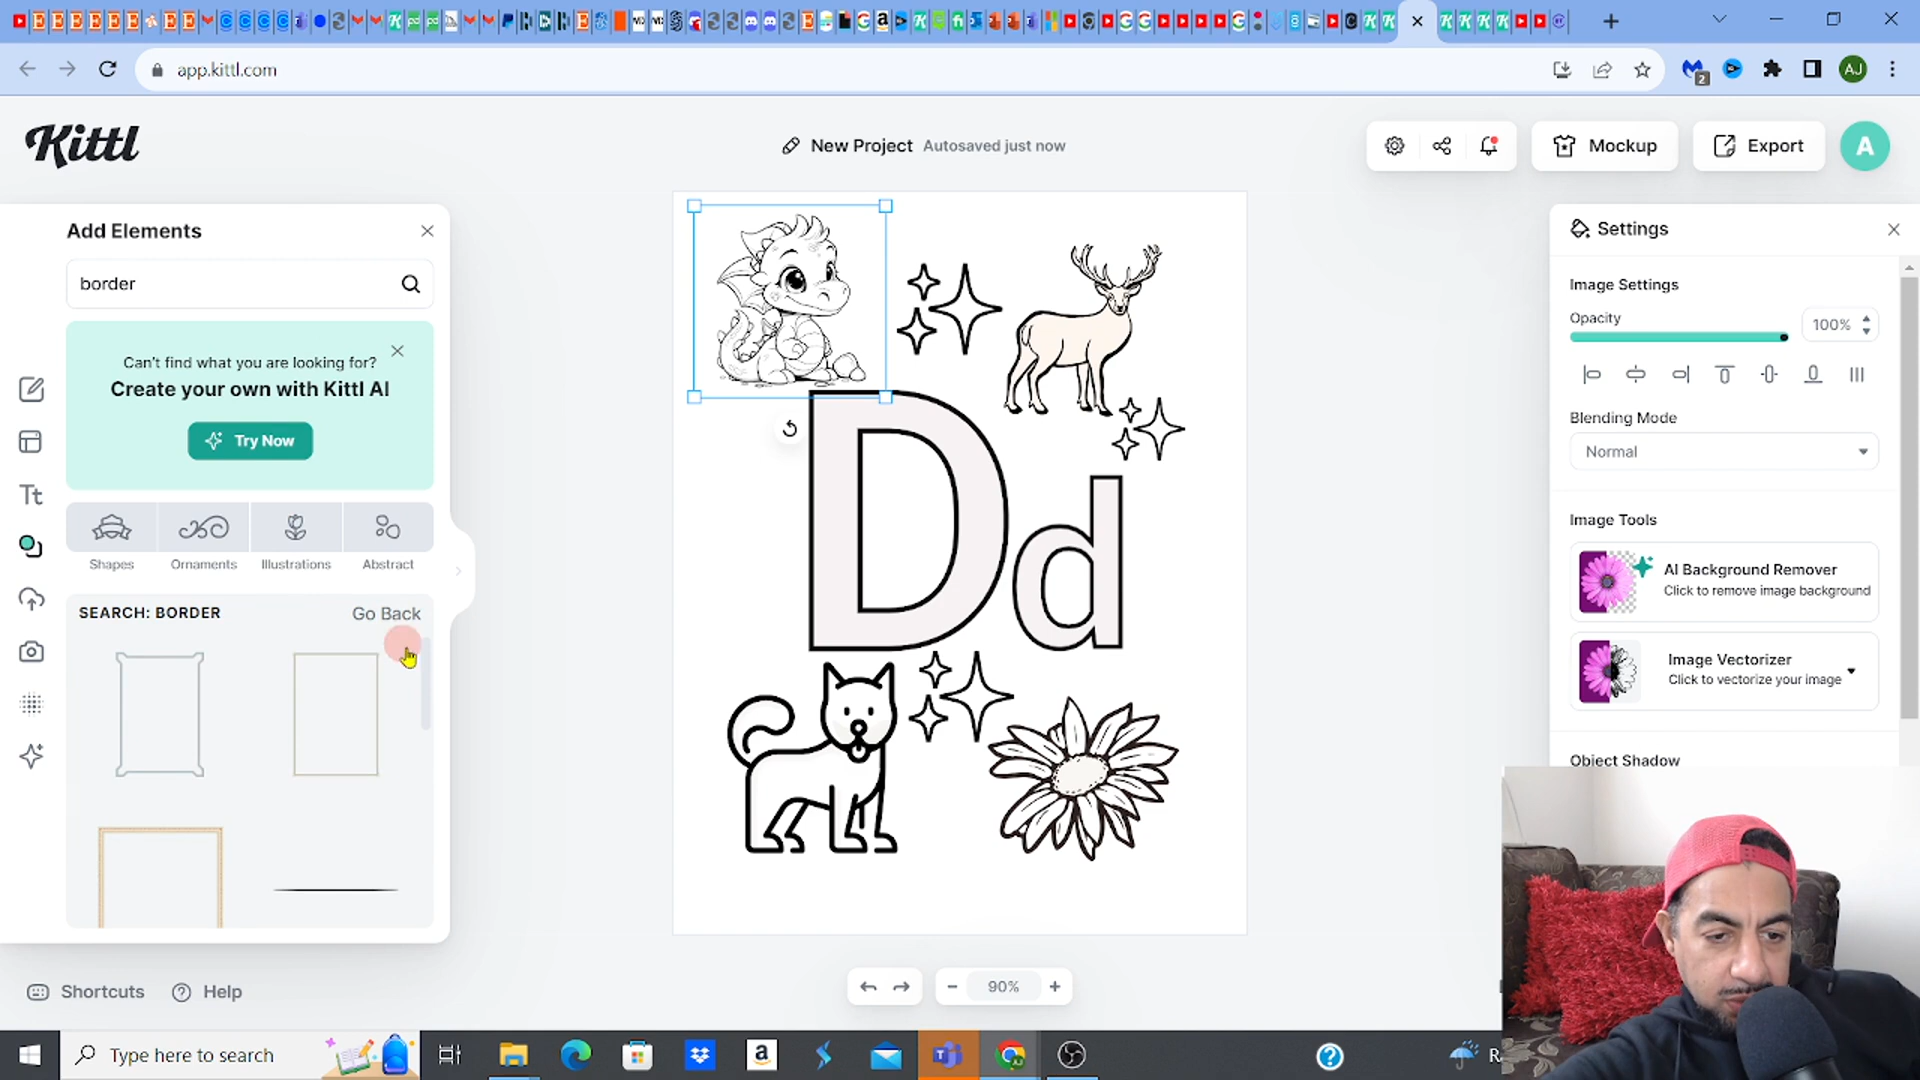 app.kittl.com
2
AJ
Kittl
New Project Autosaved just now
Mockup
Export
A
Add Elements
border
Can't find what you are looking for?
Create your own with Kittl AI
Try Now
Shapes
Ornaments
Illustrations
Abstract
SEARCH: BORDER
Go Back
Tt
Dd
Settings
Image Settings
Opacity
100%
Blending Mode
Normal
Image Tools
AI Background Remover
Click to remove image background
Image Vectorizer
Click to vectorize your image
Object Shadow
Shortcuts
Help
90%
Type here to search